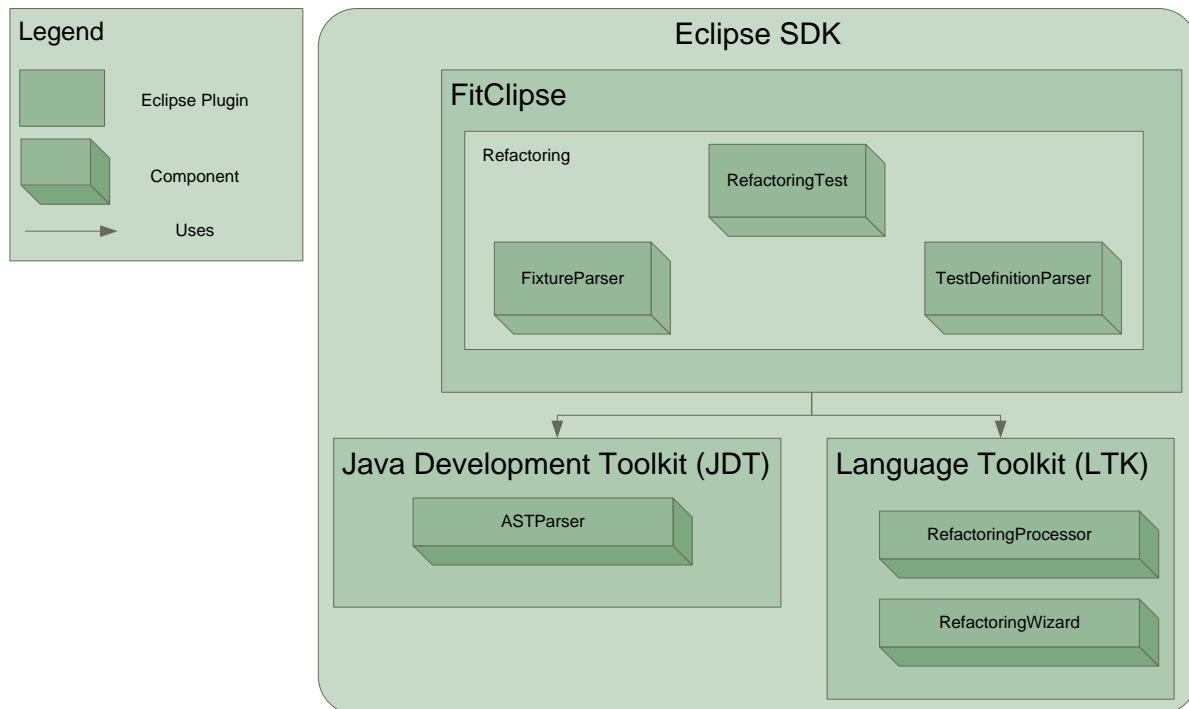 Legend
Eclipse Plugin
Component
Uses
Eclipse SDK
FitClipse
Refactoring
RefactoringTest
FixtureParser
TestDefinitionParser
Java Development Toolkit (JDT)
ASTParser
Language Toolkit (LTK)
RefactoringProcessor
RefactoringWizard